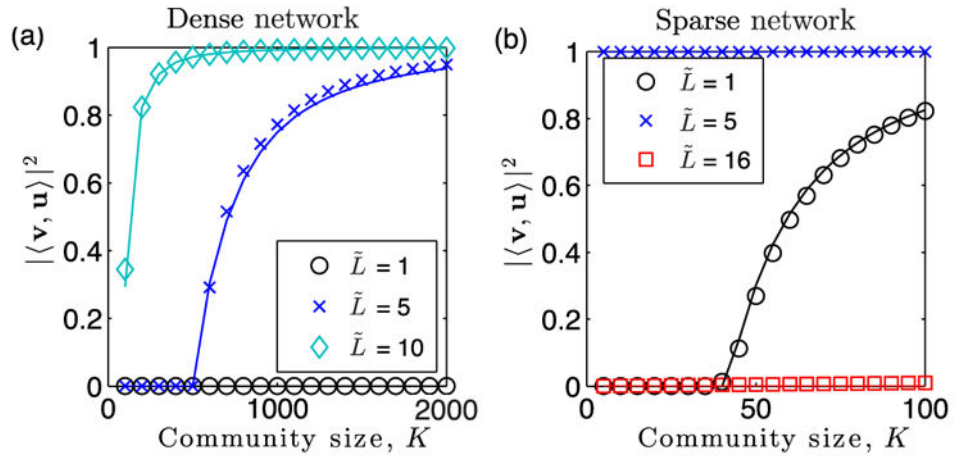 Dense network
(a)
1
0.8
0.6
0.4
0.2
0
|⟨v, u⟩|²
L̃ = 1
L̃ = 5
L̃ = 10
0 1000 2000
Community size, K
Sparse network
(b)
1
0.8
0.6
0.4
0.2
0
|⟨v, u⟩|²
L̃ = 1
L̃ = 5
L̃ = 16
50 100
Community size, K